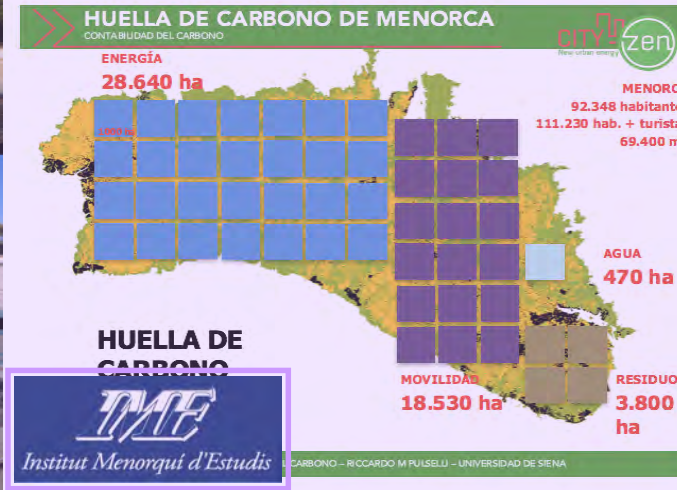 HUELLA DE CARBONO DE MENORCA
CONTABILIDAD DEL CARBONO
CITY
zen
New urban energy
ENERGÍA
28.640 ha
MENORC
92.348 habitante
111.230 hab. + turista
69.400 m
AGUA
470 ha
HUELLA DE
CARBONO
MOVILIDAD
18.530 ha
RESIDUO
3.800
ha
IME
Institut Menorquí d'Estudis
CARBONO – RICCARDO M PULSELLI – UNIVERSIDAD DE SIENA